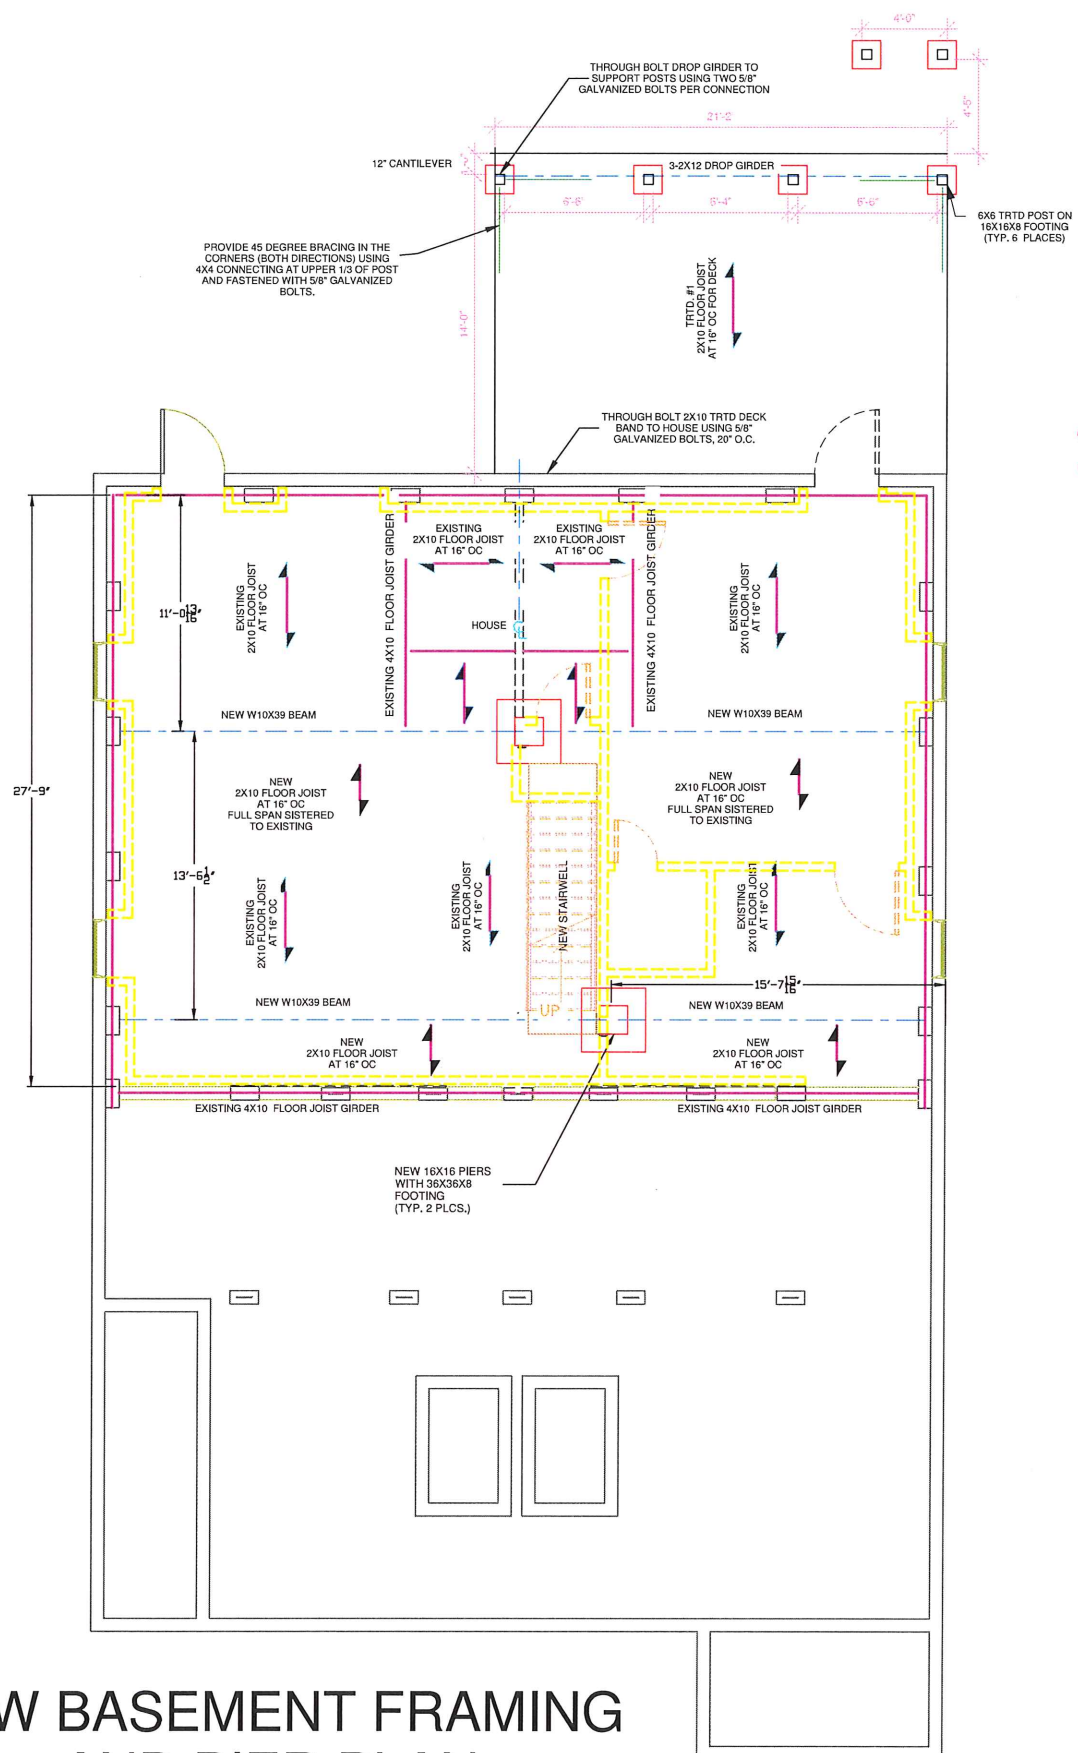 4'-0"
THROUGH BOLT DROP GIRDER TO
SUPPORT POSTS USING TWO 5/8"
GALVANIZED BOLTS PER CONNECTION
4'-5"
21'-2
12" CANTILEVER
3-2X12 DROP GIRDER
6'-6"
6'-6"
6X6 TRTD POST ON
16X16X8 FOOTING
(TYP. 6 PLACES)
PROVIDE 45 DEGREE BRACING IN THE
CORNERS (BOTH DIRECTIONS) USING
4X4 CONNECTING AT UPPER 1/3 OF POST
AND FASTENED WITH 5/8" GALVANIZED
BOLTS.
TRTD. #1
2X10 FLOOR JOIST
AT 16" OC FOR DECK
14'-0"
THROUGH BOLT 2X10 TRTD DECK
BAND TO HOUSE USING 5/8"
GALVANIZED BOLTS, 20" O.C.
EXISTING
2X10 FLOOR JOIST
AT 16" OC
EXISTING
2X10 FLOOR JOIST
AT 16" OC
EXISTING
2X10 FLOOR JOIST
AT 16" OC
EXISTING 4X10 FLOOR JOIST GIRDER
EXISTING 4X10 FLOOR JOIST GIRDER
EXISTING
2X10 FLOOR JOIST
AT 16" OC
11'-0 13/16"
HOUSE
NEW W10X39 BEAM
NEW W10X39 BEAM
27'-9"
NEW
2X10 FLOOR JOIST
AT 16" OC
FULL SPAN SISTERED
TO EXISTING
NEW
2X10 FLOOR JOIST
AT 16" OC
FULL SPAN SISTERED
TO EXISTING
13'-6 1/2"
EXISTING
2X10 FLOOR JOIST
AT 16" OC
EXISTING
2X10 FLOOR JOIST
AT 16" OC
NEW STAIRWELL
EXISTING
2X10 FLOOR JOIST
AT 16" OC
15'-7 15/16"
NEW W10X39 BEAM
UP
NEW W10X39 BEAM
NEW
2X10 FLOOR JOIST
AT 16" OC
NEW
2X10 FLOOR JOIST
AT 16" OC
EXISTING 4X10 FLOOR JOIST GIRDER
EXISTING 4X10 FLOOR JOIST GIRDER
NEW 16X16 PIERS
WITH 36X36X8
FOOTING
(TYP. 2 PLCS.)
W BASEMENT FRAMING
AND PIER PLAN